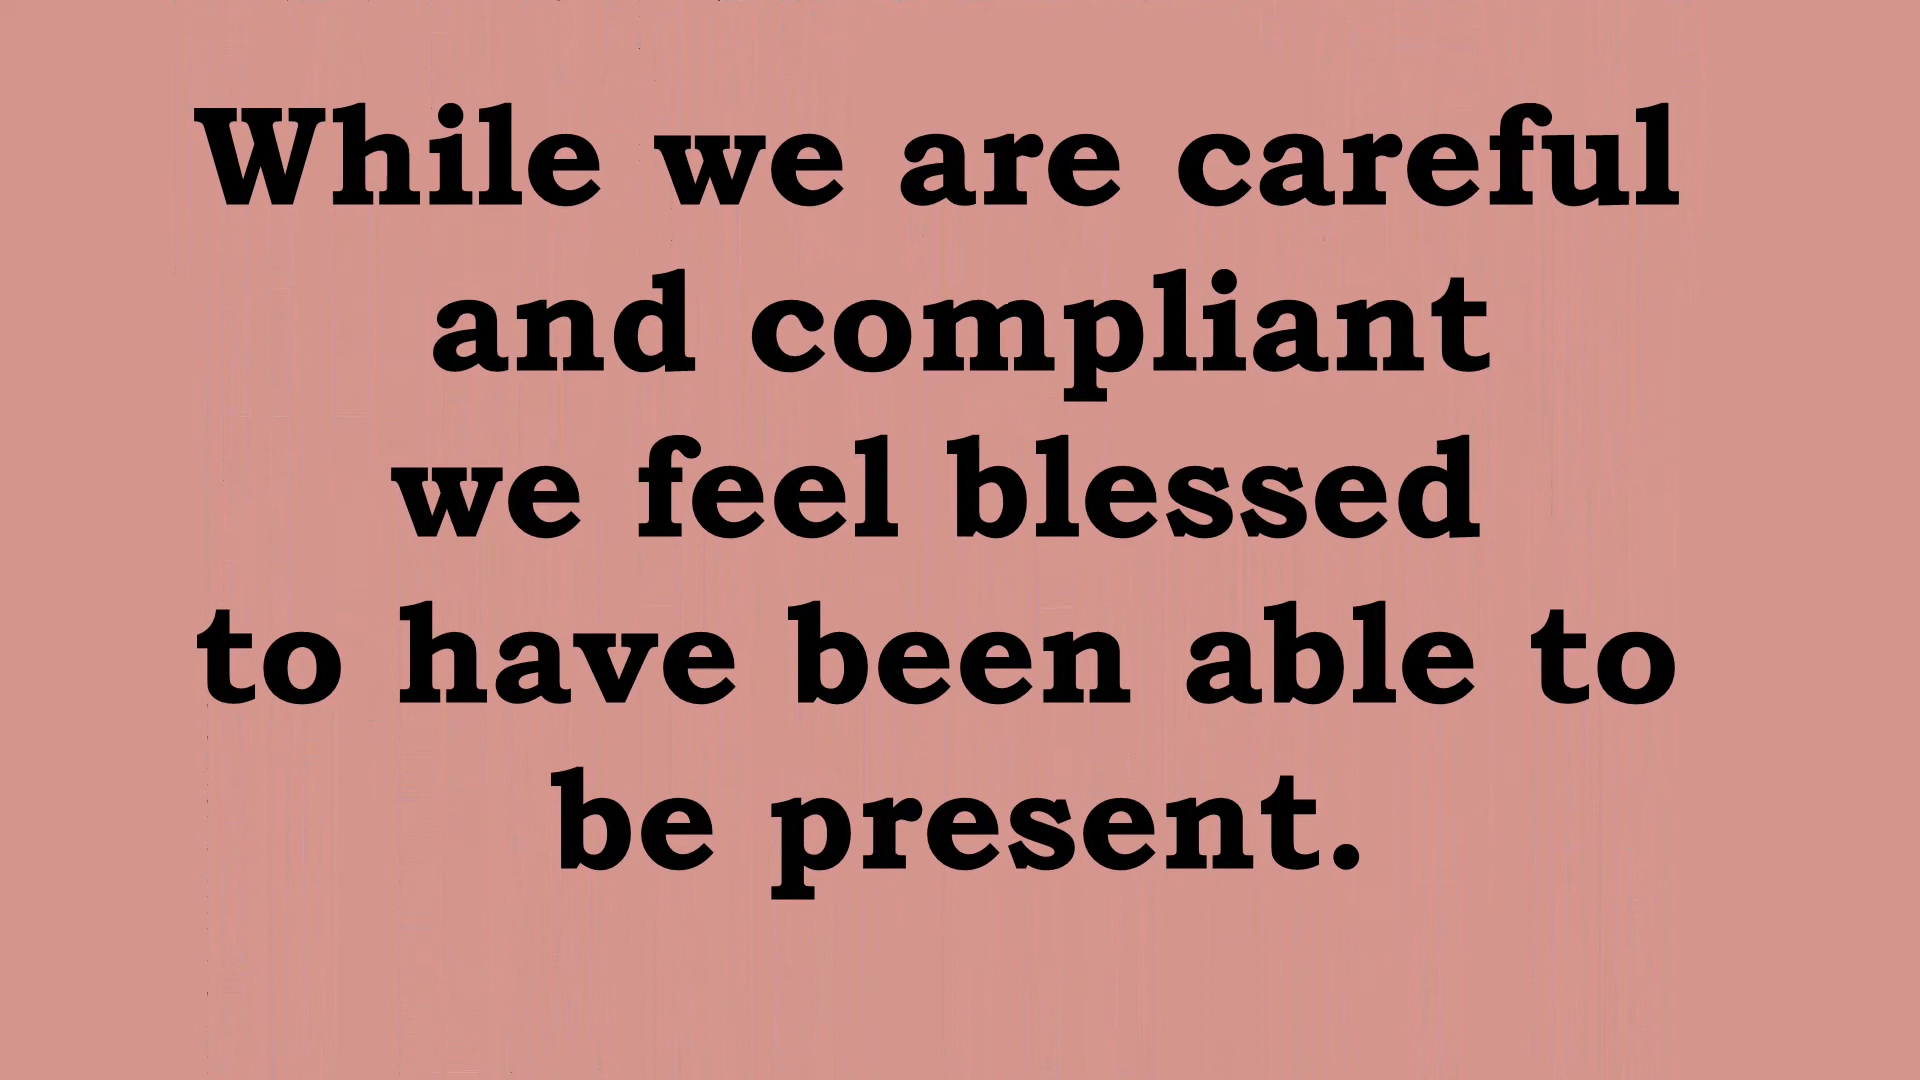 While we are careful
and compliant
we feel blessed
to have been able to
be present.